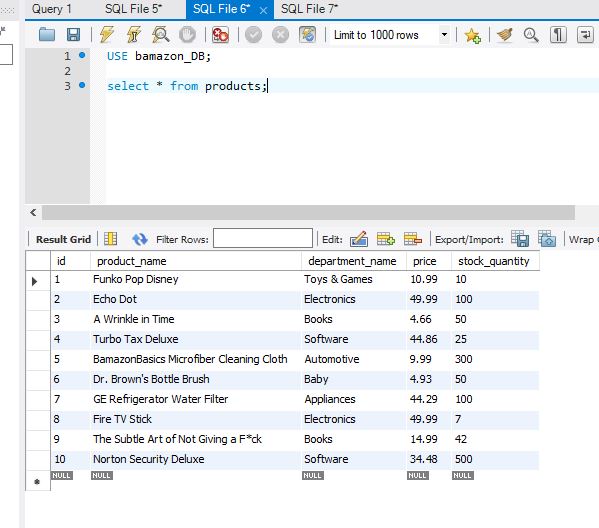 Query 1 SQL File 5* SQL File 6* × SQL File 7*
Limit to 1000 rows
1 USE bamazon_DB;
2
3 select * from products;
Result Grid Filter Rows: Edit: Export/Import: Wrap
id product_name department_name price stock_quantity
1 Funko Pop Disney Toys & Games 10.99 10
2 Echo Dot Electronics 49.99 100
3 A Wrinkle in Time Books 4.66 50
4 Turbo Tax Deluxe Software 44.86 25
5 BamazonBasics Microfiber Cleaning Cloth Automotive 9.99 300
6 Dr. Brown's Bottle Brush Baby 4.93 50
7 GE Refrigerator Water Filter Appliances 44.29 100
8 Fire TV Stick Electronics 49.99 7
9 The Subtle Art of Not Giving a F*ck Books 14.99 42
10 Norton Security Deluxe Software 34.48 500
* NULL NULL NULL NULL NULL